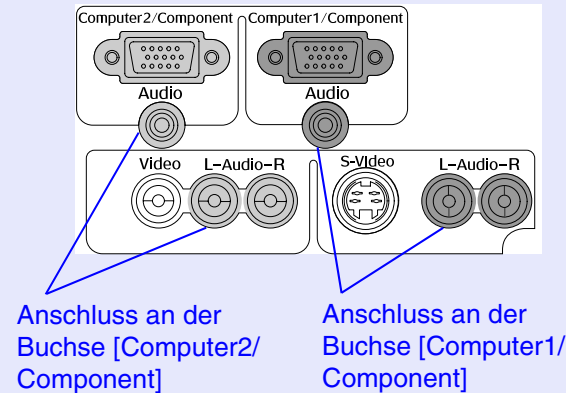 Computer2/Component Computer1/Component
Audio Audio
Video L-Audio-R S-Video L-Audio-R
Anschluss an der
Buchse [Computer2/
Component]
Anschluss an der
Buchse [Computer1/
Component]